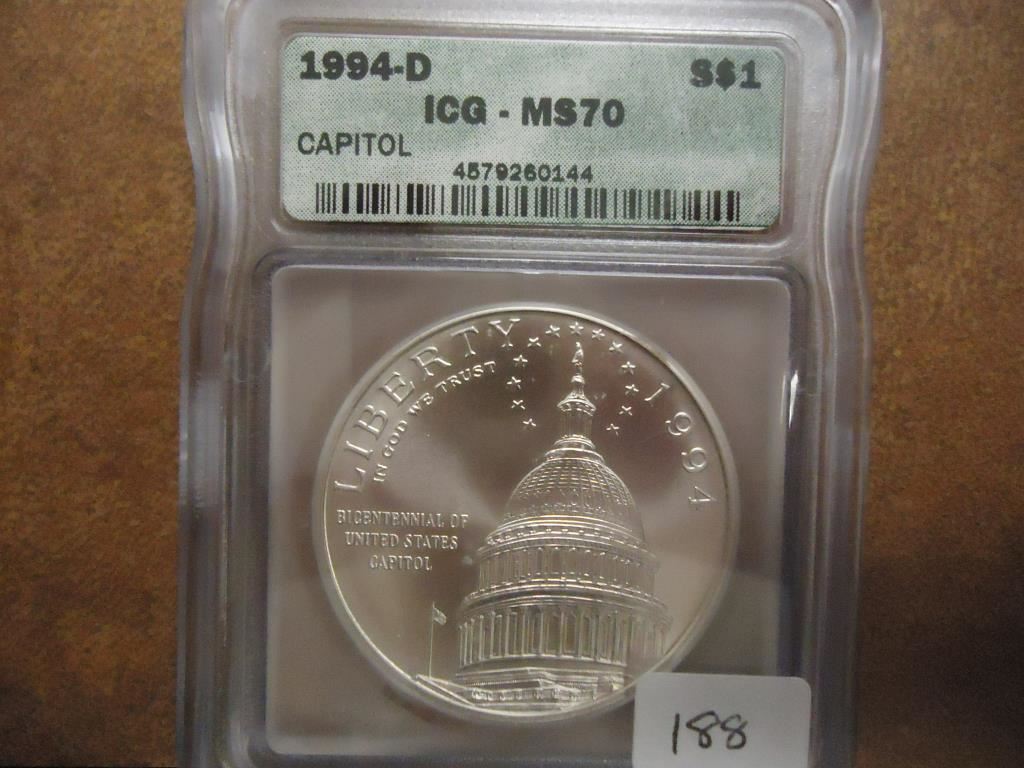 1994-D S$1
ICG - MS70
CAPITOL
4579260144
LIBERTY
IN GOD WE TRUST
1994
BICENTENNIAL OF
UNITED STATES
CAPITOL
188